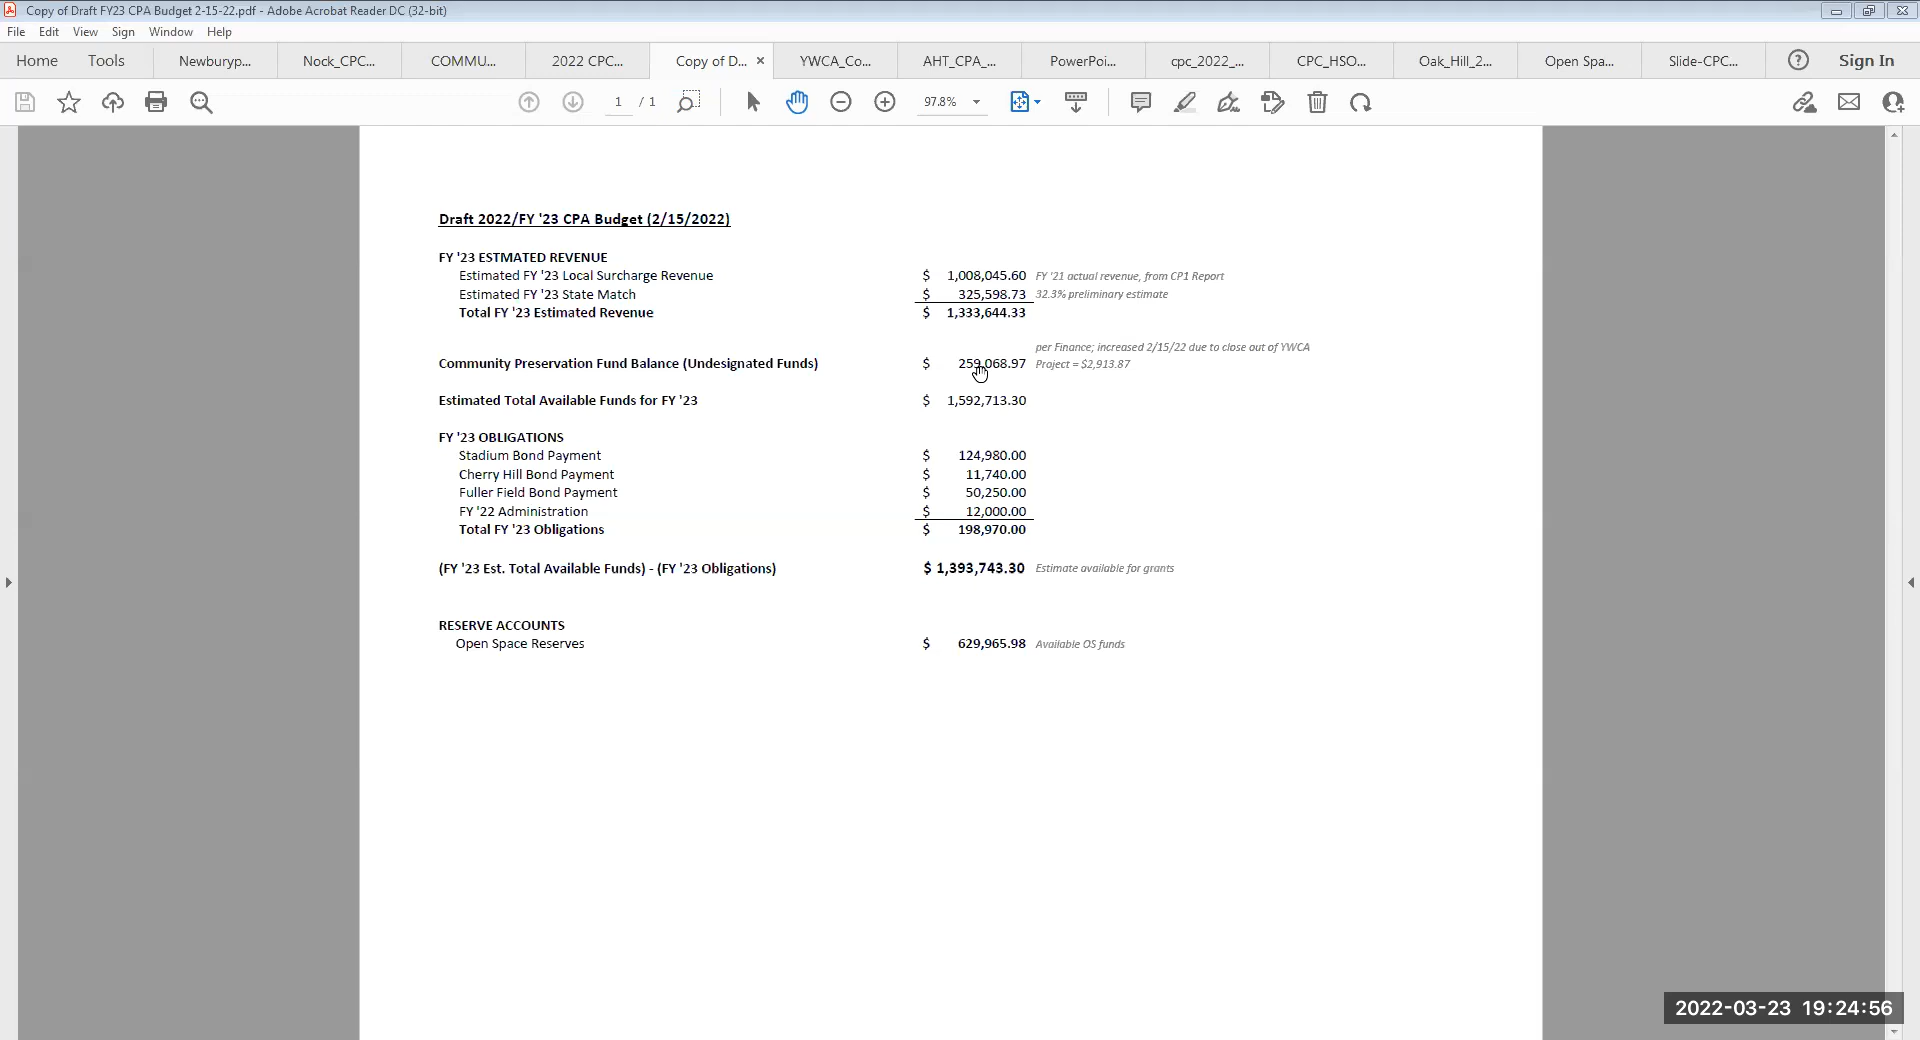 Copy of Draft FY23 CPA Budget 2-15-22.pdf - Adobe Acrobat Reader DC (32-bit)
File Edit View Sign Window Help
Home Tools Newburyp... Nock_CPC... COMMU... 2022 CPC... Copy of D... × YWCA_Co... AHT_CPA_... PowerPoi... cpc_2022_... CPC_HSO... Oak_Hill_2... Open Spa... Slide-CPC... ? Sign In
1 / 1 97.8%
Draft 2022/FY '23 CPA Budget (2/15/2022)
FY '23 ESTMATED REVENUE
Estimated FY '23 Local Surcharge Revenue $ 1,008,045.60 FY '21 actual revenue, from CP1 Report
Estimated FY '23 State Match $ 325,598.73 32.3% preliminary estimate
Total FY '23 Estimated Revenue $ 1,333,644.33
per Finance; increased 2/15/22 due to close out of YWCA
Community Preservation Fund Balance (Undesignated Funds) $ 259,068.97 Project = $2,913.87
Estimated Total Available Funds for FY '23 $ 1,592,713.30
FY '23 OBLIGATIONS
Stadium Bond Payment $ 124,980.00
Cherry Hill Bond Payment $ 11,740.00
Fuller Field Bond Payment $ 50,250.00
FY '22 Administration $ 12,000.00
Total FY '23 Obligations $ 198,970.00
(FY '23 Est. Total Available Funds) - (FY '23 Obligations) $ 1,393,743.30 Estimate available for grants
RESERVE ACCOUNTS
Open Space Reserves $ 629,965.98 Available OS funds
2022-03-23 19:24:56